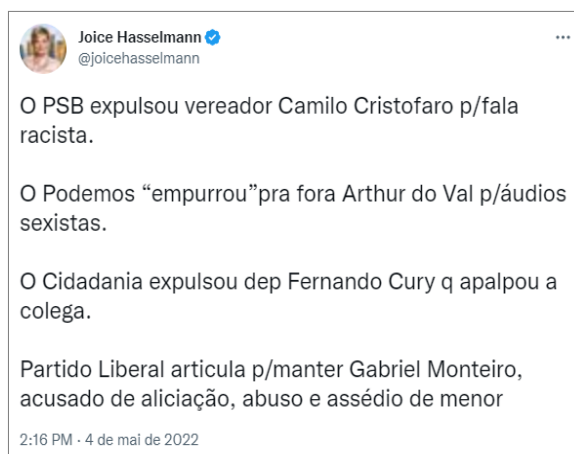 Joice Hasselmann
@joicehasselmann
O PSB expulsou vereador Camilo Cristofaro p/fala
racista.
O Podemos “empurrou”pra fora Arthur do Val p/áudios
sexistas.
O Cidadania expulsou dep Fernando Cury q apalpou a
colega.
Partido Liberal articula p/manter Gabriel Monteiro,
acusado de aliciação, abuso e assédio de menor
2:16 PM · 4 de mai de 2022